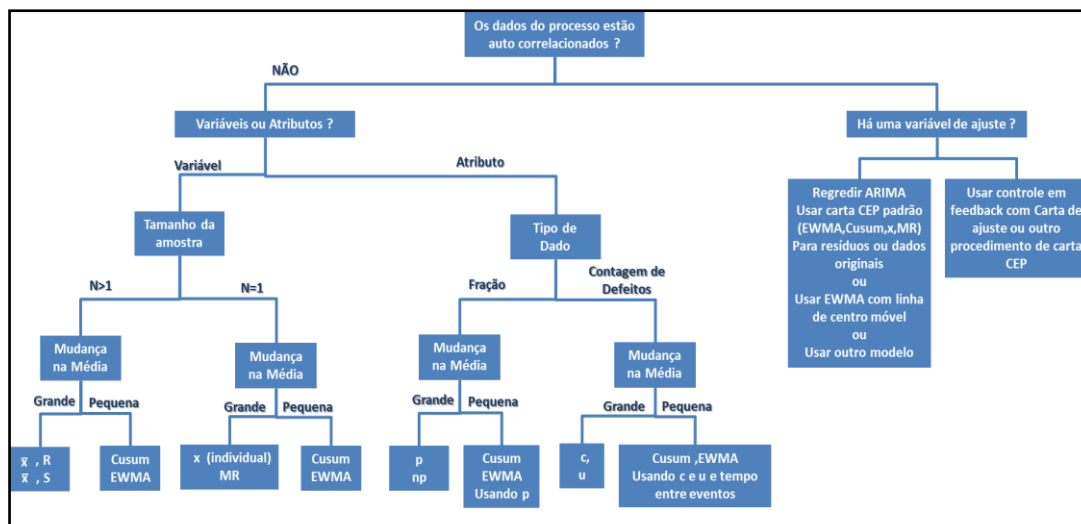 Os dados do processo estão
auto correlacionados ?
NÃO
Variáveis ou Atributos ?
Há uma variável de ajuste ?
Variável
Atributo
Tamanho da
amostra
Tipo de
Dado
Regredir ARIMA
Usar carta CEP padrão
(EWMA,Cusum,x,MR)
Para resíduos ou dados
originais
ou
Usar EWMA com linha
de centro móvel
ou
Usar outro modelo
Usar controle em
feedback com Carta de
ajuste ou outro
procedimento de carta
CEP
N>1
N=1
Fração
Contagem de
Defeitos
Mudança
na Média
Mudança
na Média
Mudança
na Média
Mudança
na Média
Grande
Pequena
Grande
Pequena
Grande
Pequena
Grande
Pequena
x̅ , R
x̅ , S
Cusum
EWMA
x (individual)
MR
Cusum
EWMA
p
np
Cusum
EWMA
Usando p
c,
u
Cusum ,EWMA
Usando c e u e tempo
entre eventos